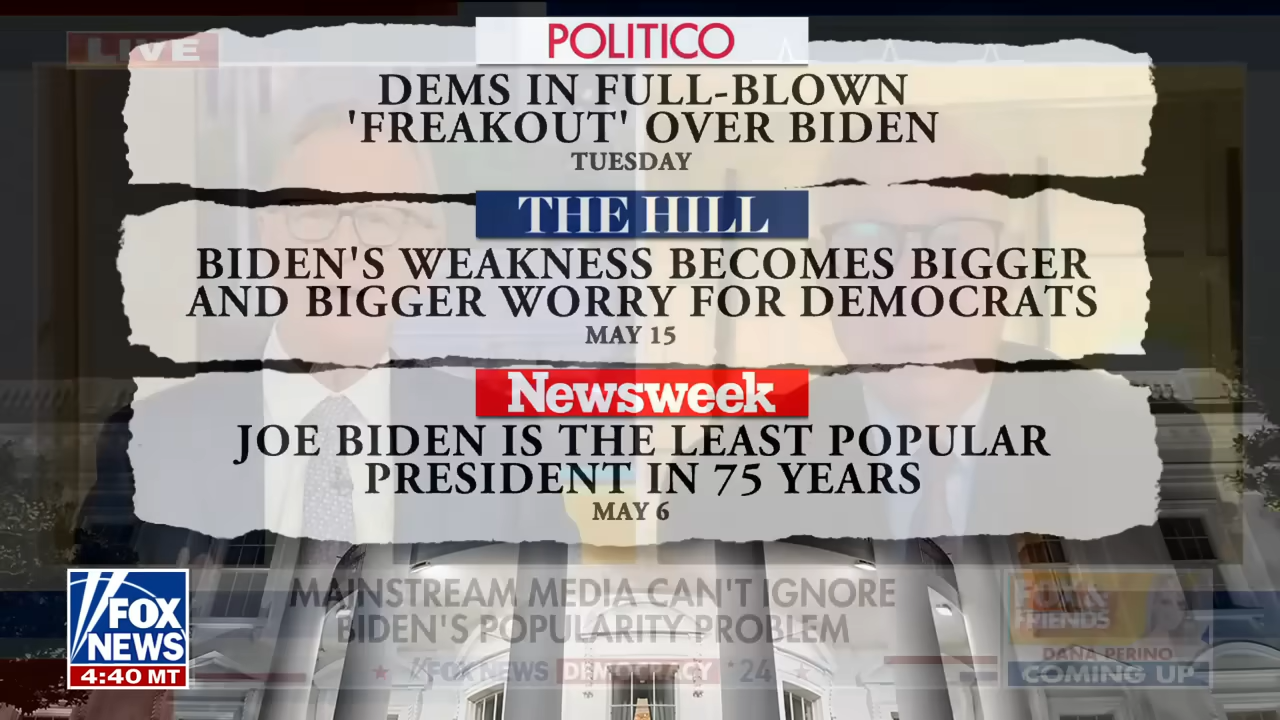 LIVE
POLITICO
DEMS IN FULL-BLOWN
'FREAKOUT' OVER BIDEN
TUESDAY
THE HILL
BIDEN'S WEAKNESS BECOMES BIGGER
AND BIGGER WORRY FOR DEMOCRATS
MAY 15
Newsweek
JOE BIDEN IS THE LEAST POPULAR
PRESIDENT IN 75 YEARS
MAY 6
MAINSTREAM MEDIA CAN'T IGNORE
BIDEN'S POPULARITY PROBLEM
FOX NEWS DEMOCRACY '24
FOX
NEWS
4:40 MT
FRIENDS
DANA PERINO
COMING UP